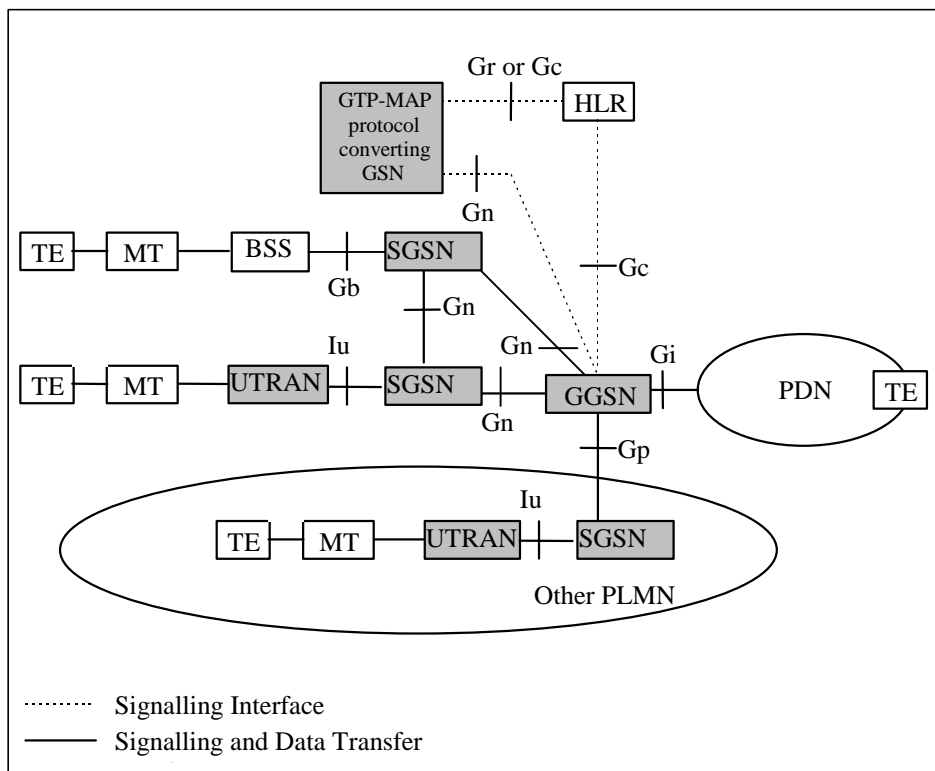 Gr or Gc
GTP-MAP
protocol
converting
GSN
HLR
Gn
TE
MT
BSS
SGSN
Gb
Gc
Gn
Gn
Iu
Gi
TE
MT
UTRAN
SGSN
Gn
GGSN
PDN
TE
Gp
Iu
TE
MT
UTRAN
SGSN
Other PLMN
Signalling Interface
Signalling and Data Transfer